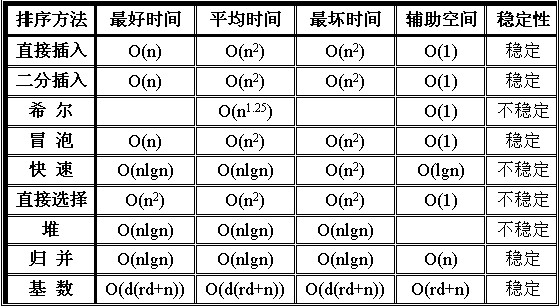 排序方法 最好时间 平均时间 最坏时间 辅助空间 稳定性
直接插入 O(n) O(n²) O(n²) O(1) 稳定
二分插入 O(n) O(n²) O(n²) O(1) 稳定
希 尔 O(n¹·²⁵) O(1) 不稳定
冒 泡 O(n) O(n²) O(n²) O(1) 稳定
快 速 O(nlgn) O(nlgn) O(n²) O(lgn) 不稳定
直接选择 O(n²) O(n²) O(n²) O(1) 不稳定
堆 O(nlgn) O(nlgn) O(nlgn) 不稳定
归 并 O(nlgn) O(nlgn) O(nlgn) O(n) 稳定
基 数 O(d(rd+n)) O(d(rd+n)) O(d(rd+n)) O(rd+n) 稳定